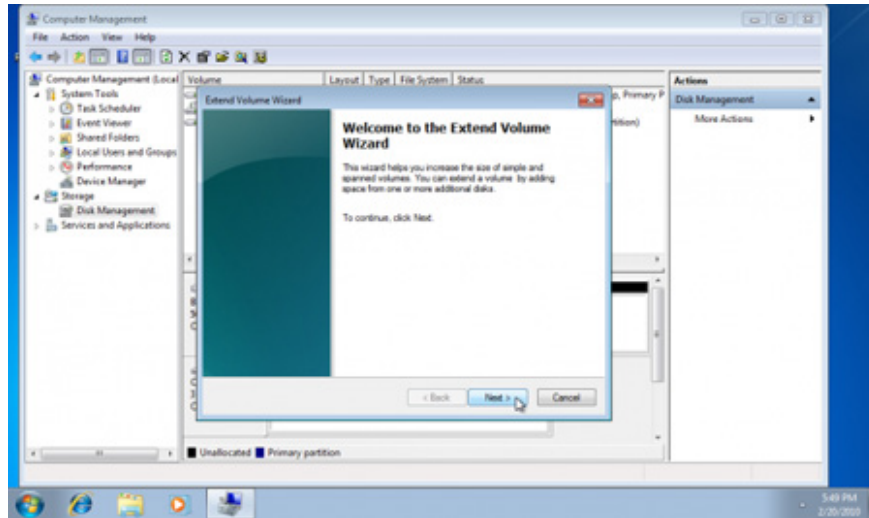 Computer Management
File Action View Help
Computer Management (Local
System Tools
Task Scheduler
Event Viewer
Shared Folders
Local Users and Groups
Performance
Device Manager
Storage
Disk Management
Services and Applications
Volume Layout Type File System Status
p, Primary P
tition)
Extend Volume Wizard
Welcome to the Extend Volume
Wizard
This wizard helps you increase the size of simple and
spanned volumes. You can extend a volume by adding
space from one or more additional disks.
To continue, click Next.
< Back Next > Cancel
Unallocated Primary partition
Actions
Disk Management
More Actions
5:49 PM
2/20/2010